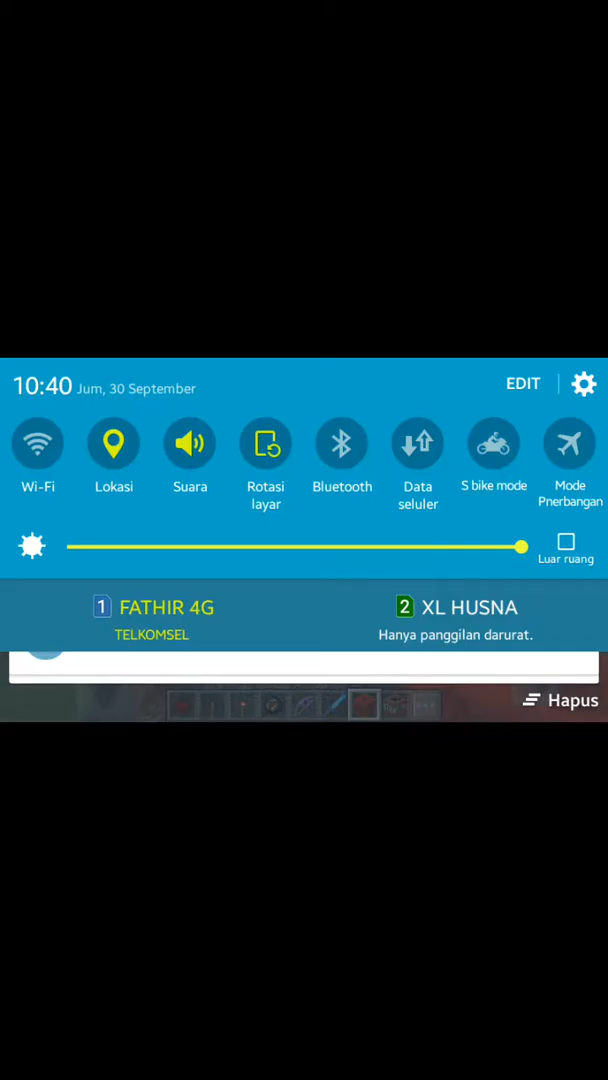 10:40 Jum, 30 September
EDIT
Wi-Fi
Lokasi
Suara
Rotasi
layar
Bluetooth
Data
seluler
S bike mode
Mode
Pnerbangan
Luar ruang
1 FATHIR 4G
TELKOMSEL
2 XL HUSNA
Hanya panggilan darurat.
Hapus